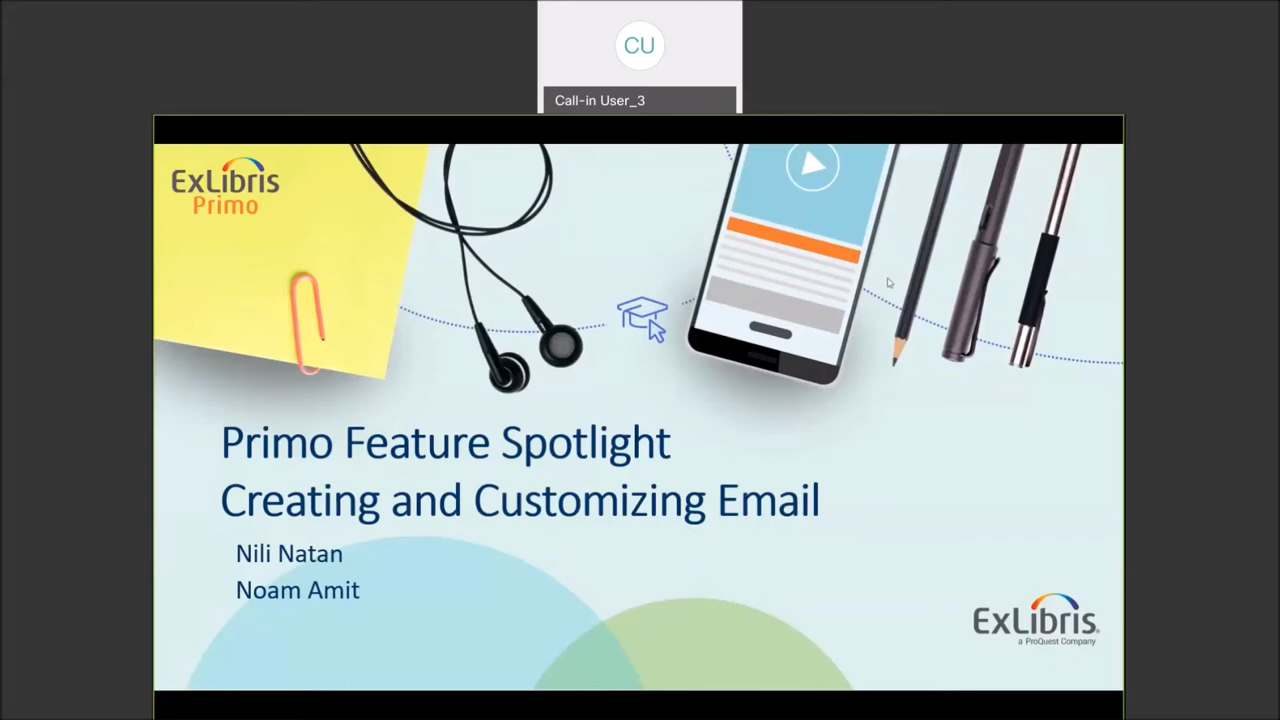 CU
Call-in User_3
ExLibris
Primo
Primo Feature Spotlight
Creating and Customizing Email
Nili Natan
Noam Amit
ExLibris
a ProQuest Company